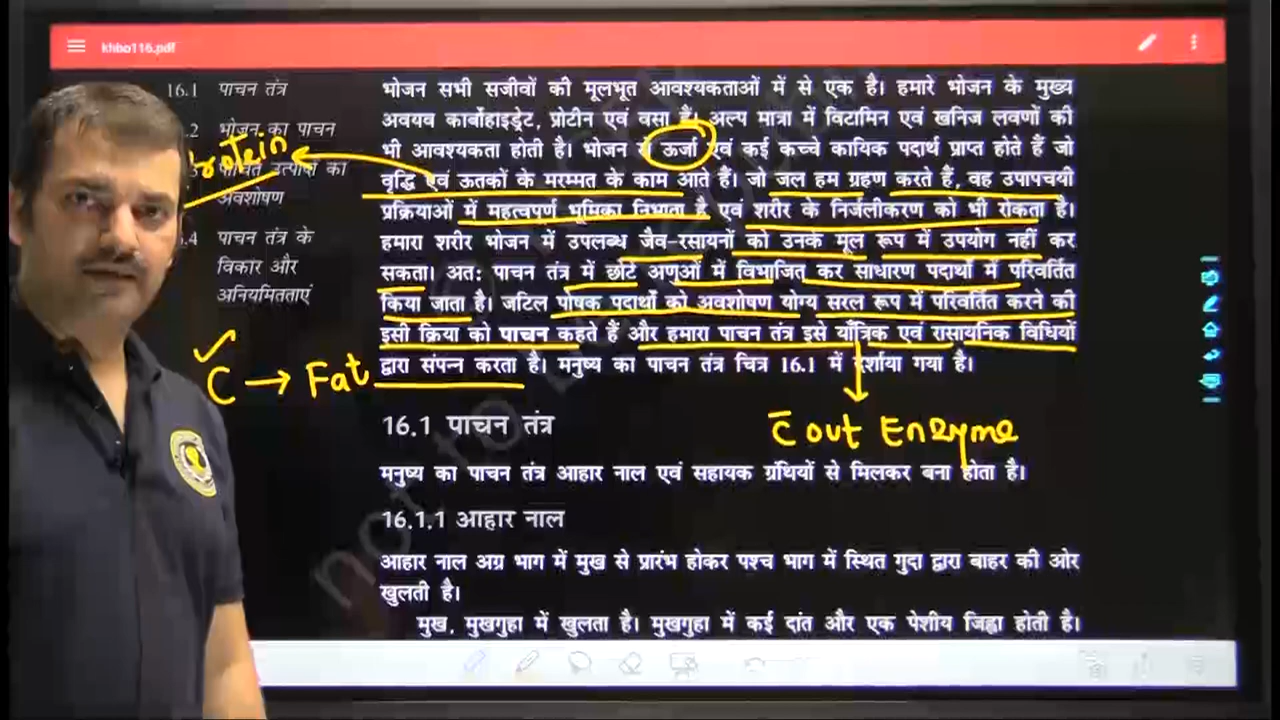 khbo116.pdf
16.1 पाचन तंत्र
.2 भोजन का पाचन
पाचित उत्पादों का
अवशोषण
.4 पाचन तंत्र के
विकार और
अनियमितताएं
Protein
भोजन सभी सजीवों की मूलभूत आवश्यकताओं में से एक है। हमारे भोजन के मुख्य
अवयव कार्बोहाइड्रेट, प्रोटीन एवं वसा हैं। अल्प मात्रा में विटामिन एवं खनिज लवणों की
भी आवश्यकता होती है। भोजन से ऊर्जा एवं कई कच्चे कायिक पदार्थ प्राप्त होते हैं जो
वृद्धि एवं ऊतकों के मरम्मत के काम आते हैं। जो जल हम ग्रहण करते हैं, वह उपापचयी
प्रक्रियाओं में महत्वपूर्ण भूमिका निभाता है एवं शरीर के निर्जलीकरण को भी रोकता है।
हमारा शरीर भोजन में उपलब्ध जैव-रसायनों को उनके मूल रूप में उपयोग नहीं कर
सकता। अतः पाचन तंत्र में छोटे अणुओं में विभाजित कर साधारण पदार्थों में परिवर्तित
किया जाता है। जटिल पोषक पदार्थों को अवशोषण योग्य सरल रूप में परिवर्तित करने की
इसी क्रिया को पाचन कहते हैं और हमारा पाचन तंत्र इसे याँत्रिक एवं रासायनिक विधियों
द्वारा संपन्न करता है। मनुष्य का पाचन तंत्र चित्र 16.1 में दर्शाया गया है।
C → Fat
C̄ out Enzyme
16.1 पाचन तंत्र
मनुष्य का पाचन तंत्र आहार नाल एवं सहायक ग्रंथियों से मिलकर बना होता है।
16.1.1 आहार नाल
आहार नाल अग्र भाग में मुख से प्रारंभ होकर पश्च भाग में स्थित गुदा द्वारा बाहर की ओर
खुलती है।
मुख, मुखगुहा में खुलता है। मुखगुहा में कई दांत और एक पेशीय जिह्वा होती है।
not to be